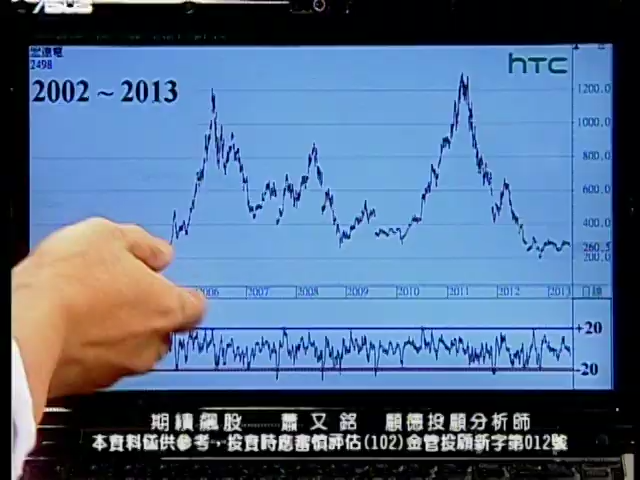 ASUS
宏達電
2498
htc
2002 ~ 2013
1200.0
1000.0
800.0
600.0
400.0
260.5
200.0
2006 2007 2008 2009 2010 2011 2012 2013 日線
+20
-20
期績飆股 蕭又銘 顧德投顧分析師
本資料僅供參考,投資時應審慎評估(102)金管投顧新字第012號